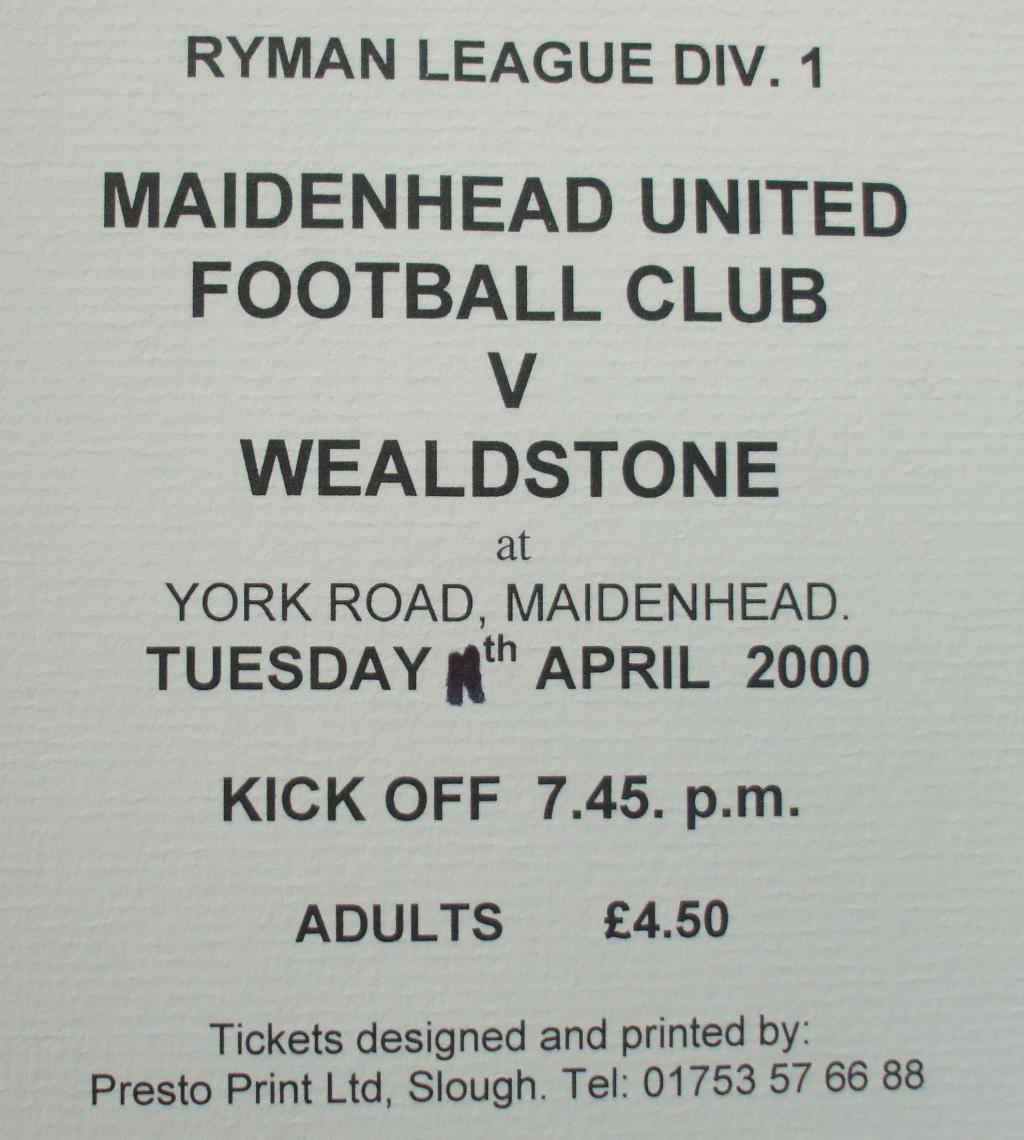 RYMAN LEAGUE DIV. 1
MAIDENHEAD UNITED
FOOTBALL CLUB
V
WEALDSTONE
at
YORK ROAD, MAIDENHEAD.
TUESDAY th APRIL 2000
KICK OFF 7.45. p.m.
ADULTS £4.50
Tickets designed and printed by:
Presto Print Ltd, Slough. Tel: 01753 57 66 88